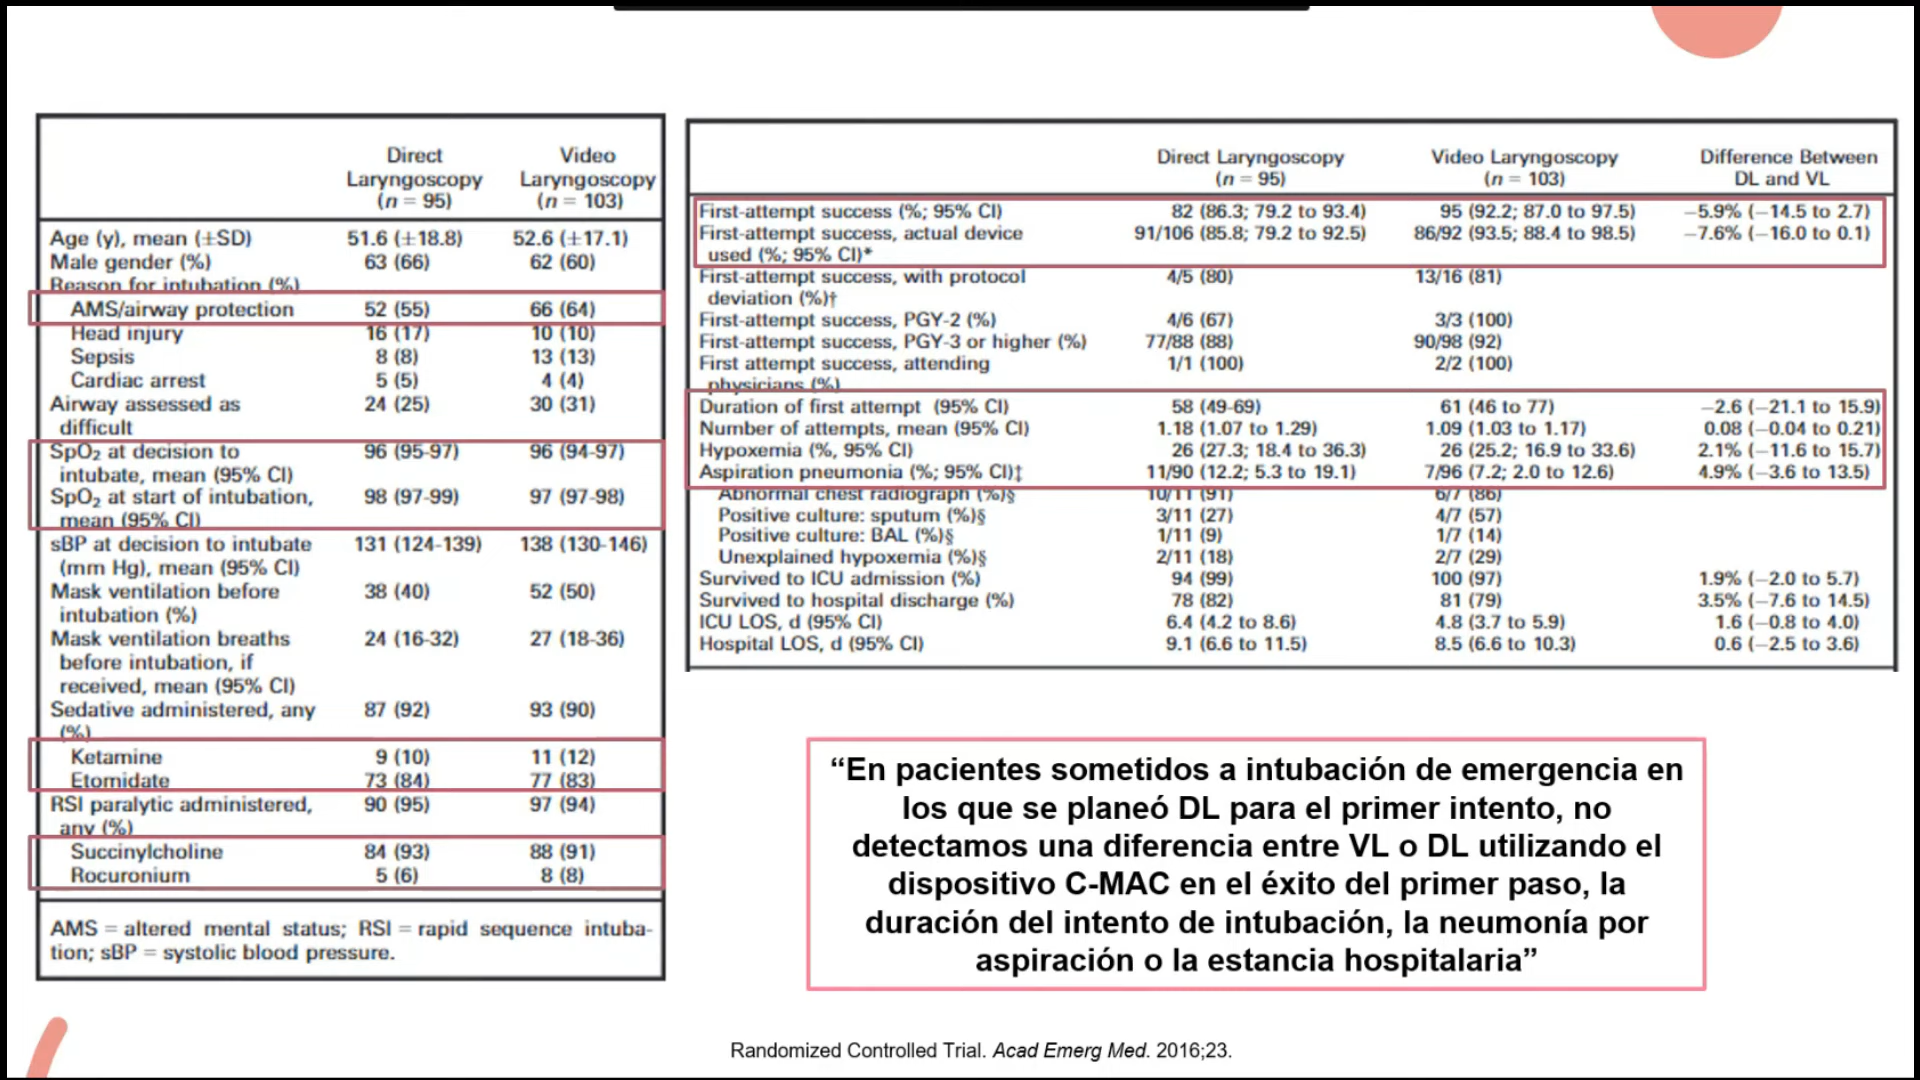 Direct Laryngoscopy (n = 95) Video Laryngoscopy (n = 103)
Age (y), mean (±SD) 51.6 (±18.8) 52.6 (±17.1)
Male gender (%) 63 (66) 62 (60)
Reason for intubation (%)
AMS/airway protection 52 (55) 66 (64)
Head injury 16 (17) 10 (10)
Sepsis 8 (8) 13 (13)
Cardiac arrest 5 (5) 4 (4)
Airway assessed as 24 (25) 30 (31)
difficult
SpO₂ at decision to 96 (95-97) 96 (94-97)
intubate, mean (95% CI)
SpO₂ at start of intubation, 98 (97-99) 97 (97-98)
mean (95% CI)
sBP at decision to intubate 131 (124-139) 138 (130-146)
(mm Hg), mean (95% CI)
Mask ventilation before 38 (40) 52 (50)
intubation (%)
Mask ventilation breaths 24 (16-32) 27 (18-36)
before intubation, if
received, mean (95% CI)
Sedative administered, any 87 (92) 93 (90)
(%)
Ketamine 9 (10) 11 (12)
Etomidate 73 (84) 77 (83)
RSI paralytic administered, 90 (95) 97 (94)
any (%)
Succinylcholine 84 (93) 88 (91)
Rocuronium 5 (6) 8 (8)
AMS = altered mental status; RSI = rapid sequence intuba-
tion; sBP = systolic blood pressure.
Direct Laryngoscopy (n = 95) Video Laryngoscopy (n = 103) Difference Between DL and VL
First-attempt success (%; 95% CI) 82 (86.3; 79.2 to 93.4) 95 (92.2; 87.0 to 97.5) −5.9% (−14.5 to 2.7)
First-attempt success, actual device 91/106 (85.8; 79.2 to 92.5) 86/92 (93.5; 88.4 to 98.5) −7.6% (−16.0 to 0.1)
used (%; 95% CI)*
First-attempt success, with protocol 4/5 (80) 13/16 (81)
deviation (%)†
First-attempt success, PGY-2 (%) 4/6 (67) 3/3 (100)
First-attempt success, PGY-3 or higher (%) 77/88 (88) 90/98 (92)
First attempt success, attending 1/1 (100) 2/2 (100)
physicians (%)
Duration of first attempt (95% CI) 58 (49-69) 61 (46 to 77) −2.6 (−21.1 to 15.9)
Number of attempts, mean (95% CI) 1.18 (1.07 to 1.29) 1.09 (1.03 to 1.17) 0.08 (−0.04 to 0.21)
Hypoxemia (%, 95% CI) 26 (27.3; 18.4 to 36.3) 26 (25.2; 16.9 to 33.6) 2.1% (−11.6 to 15.7)
Aspiration pneumonia (%; 95% CI)‡ 11/90 (12.2; 5.3 to 19.1) 7/96 (7.2; 2.0 to 12.6) 4.9% (−3.6 to 13.5)
Abnormal chest radiograph (%)§ 10/11 (91) 6/7 (86)
Positive culture: sputum (%)§ 3/11 (27) 4/7 (57)
Positive culture: BAL (%)§ 1/11 (9) 1/7 (14)
Unexplained hypoxemia (%)§ 2/11 (18) 2/7 (29)
Survived to ICU admission (%) 94 (99) 100 (97) 1.9% (−2.0 to 5.7)
Survived to hospital discharge (%) 78 (82) 81 (79) 3.5% (−7.6 to 14.5)
ICU LOS, d (95% CI) 6.4 (4.2 to 8.6) 4.8 (3.7 to 5.9) 1.6 (−0.8 to 4.0)
Hospital LOS, d (95% CI) 9.1 (6.6 to 11.5) 8.5 (6.6 to 10.3) 0.6 (−2.5 to 3.6)
“En pacientes sometidos a intubación de emergencia en
los que se planeó DL para el primer intento, no
detectamos una diferencia entre VL o DL utilizando el
dispositivo C-MAC en el éxito del primer paso, la
duración del intento de intubación, la neumonía por
aspiración o la estancia hospitalaria”
Randomized Controlled Trial. Acad Emerg Med. 2016;23.